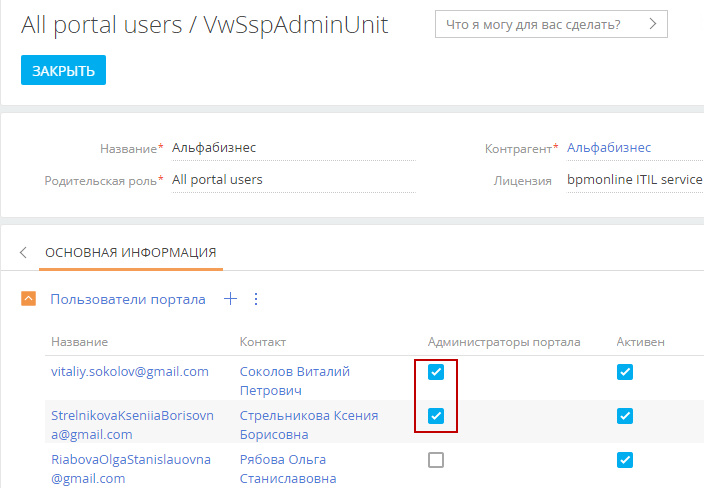 All portal users / VwSspAdminUnit
Что я могу для вас сделать?
ЗАКРЫТЬ
Название* Альфабизнес
Контрагент* Альфабизнес
Родительская роль* All portal users
Лицензия bpmonline ITIL service
ОСНОВНАЯ ИНФОРМАЦИЯ
Пользователи портала
Название Контакт Администраторы портала Активен
vitaliy.sokolov@gmail.com Соколов Виталий
Петрович
StrelnikovaKseniiaBorisovn Стрельникова Ксения
a@gmail.com Борисовна
RiabovaOlgaStanislauovna Рябова Ольга
@gmail.com Станиславовна